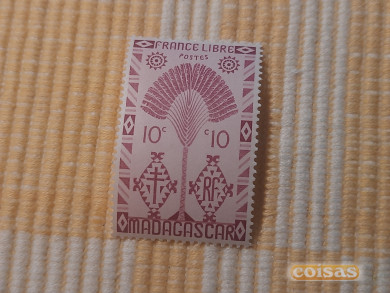 FRANCE LIBRE
POSTES
10c c10
RF
MADAGASCAR
coisas